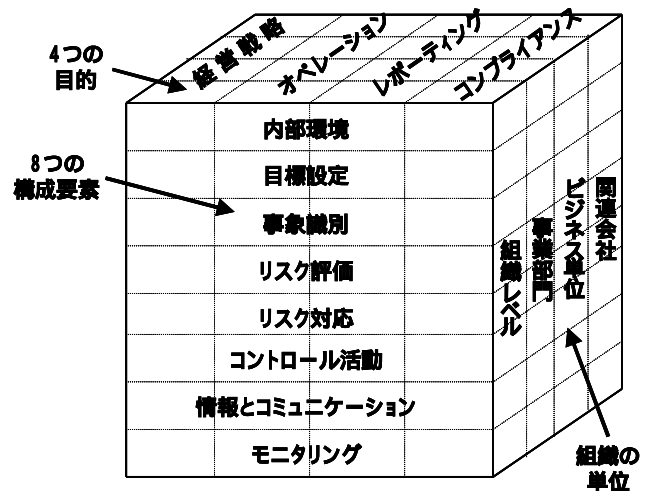 4つの
目的
経営戦略
オペレーション
レポーティング
コンプライアンス
8つの
構成要素
内部環境
目標設定
事象識別
リスク評価
リスク対応
コントロール活動
情報とコミュニケーション
モニタリング
組織レベル
事業部門
ビジネス単位
関連会社
組織の
単位